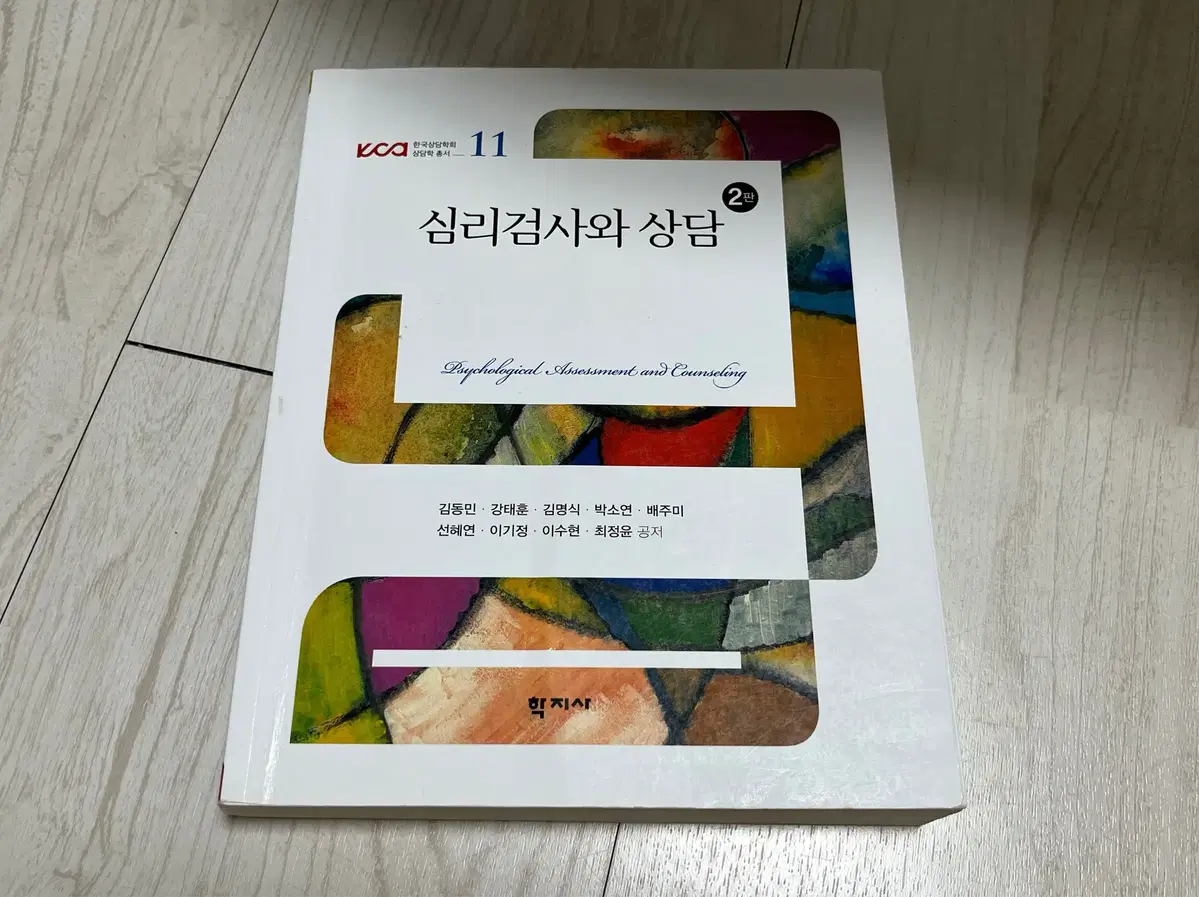 KCA 한국상담학회
상담학 총서 11
심리검사와 상담 2판
Psychological Assessment and Counseling
김동민 · 강태훈 · 김명식 · 박소연 · 배주미
선혜연 · 이기정 · 이수현 · 최정윤 공저
학지사